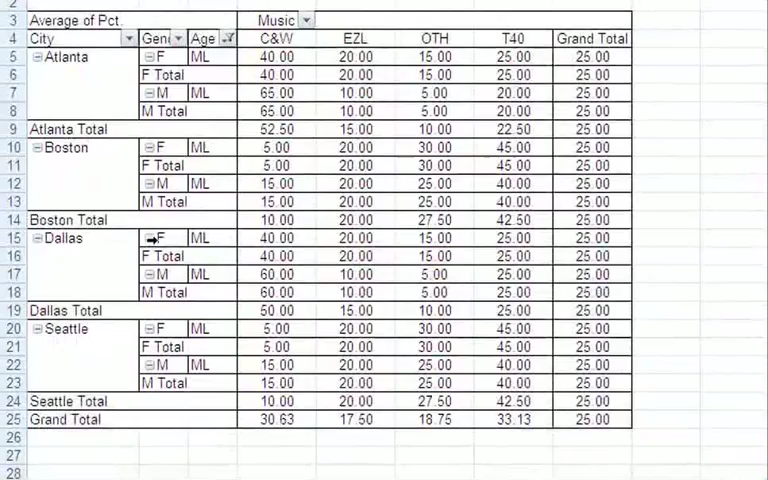 3 Average of Pct. Music
4 City Gen Age C&W EZL OTH T40 Grand Total
5 Atlanta F ML 40.00 20.00 15.00 25.00 25.00
6 F Total 40.00 20.00 15.00 25.00 25.00
7 M ML 65.00 10.00 5.00 20.00 25.00
8 M Total 65.00 10.00 5.00 20.00 25.00
9 Atlanta Total 52.50 15.00 10.00 22.50 25.00
10 Boston F ML 5.00 20.00 30.00 45.00 25.00
11 F Total 5.00 20.00 30.00 45.00 25.00
12 M ML 15.00 20.00 25.00 40.00 25.00
13 M Total 15.00 20.00 25.00 40.00 25.00
14 Boston Total 10.00 20.00 27.50 42.50 25.00
15 Dallas F ML 40.00 20.00 15.00 25.00 25.00
16 F Total 40.00 20.00 15.00 25.00 25.00
17 M ML 60.00 10.00 5.00 25.00 25.00
18 M Total 60.00 10.00 5.00 25.00 25.00
19 Dallas Total 50.00 15.00 10.00 25.00 25.00
20 Seattle F ML 5.00 20.00 30.00 45.00 25.00
21 F Total 5.00 20.00 30.00 45.00 25.00
22 M ML 15.00 20.00 25.00 40.00 25.00
23 M Total 15.00 20.00 25.00 40.00 25.00
24 Seattle Total 10.00 20.00 27.50 42.50 25.00
25 Grand Total 30.63 17.50 18.75 33.13 25.00
26
27
28